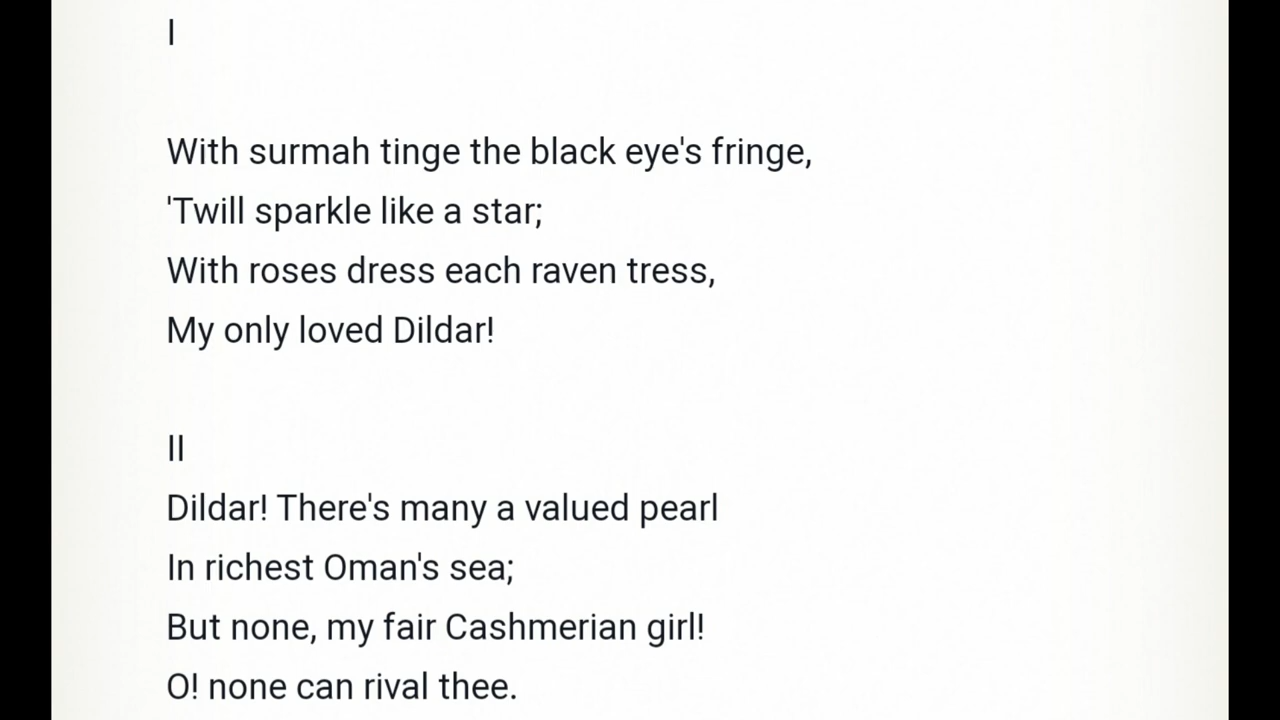 I
With surmah tinge the black eye's fringe,
'Twill sparkle like a star;
With roses dress each raven tress,
My only loved Dildar!
II
Dildar! There's many a valued pearl
In richest Oman's sea;
But none, my fair Cashmerian girl!
O! none can rival thee.